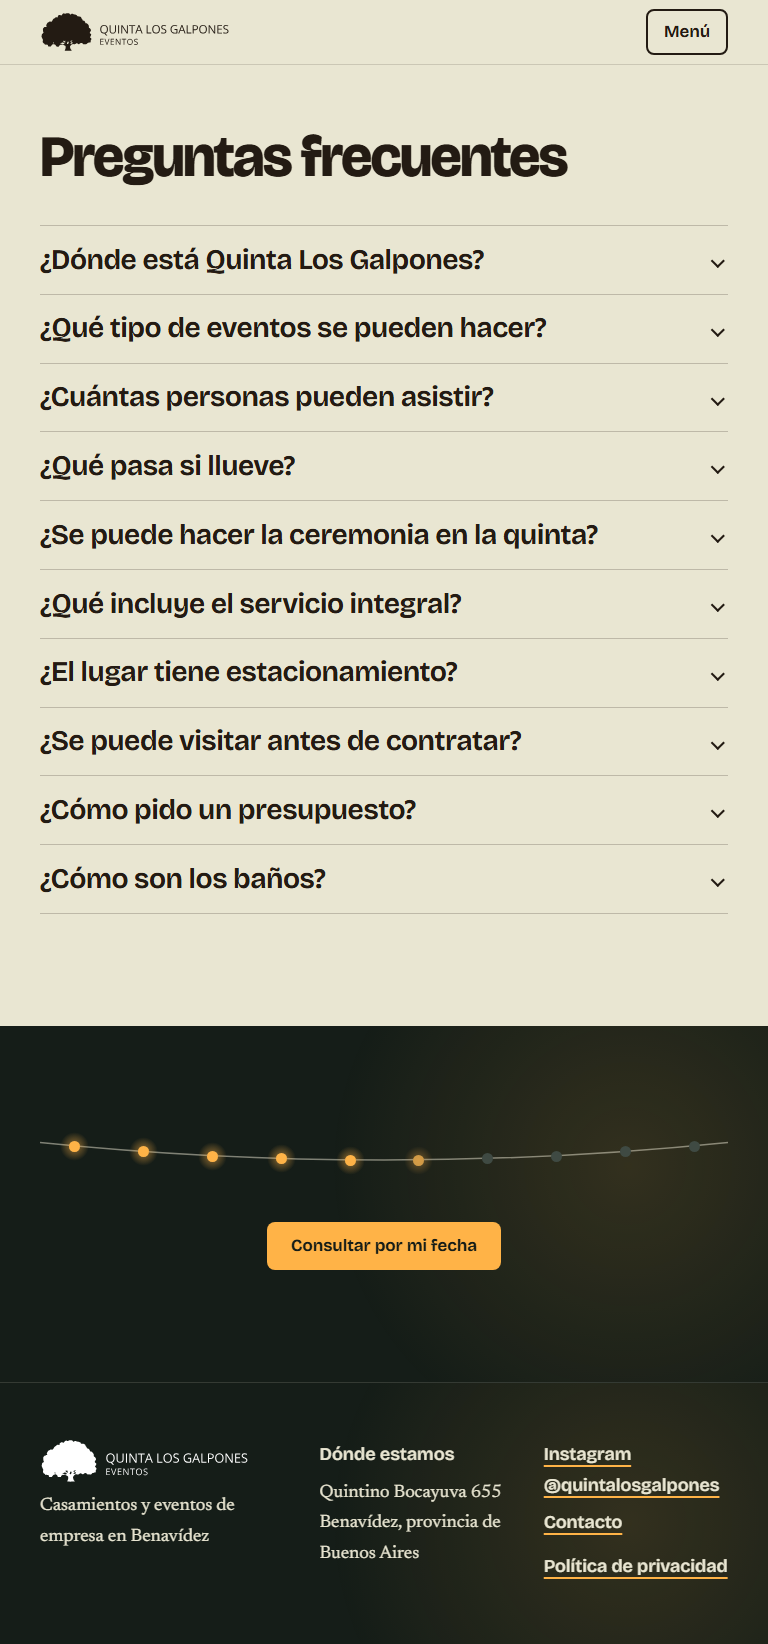 QUINTA LOS GALPONES
EVENTOS
Menú
Preguntas frecuentes
¿Dónde está Quinta Los Galpones?
¿Qué tipo de eventos se pueden hacer?
¿Cuántas personas pueden asistir?
¿Qué pasa si llueve?
¿Se puede hacer la ceremonia en la quinta?
¿Qué incluye el servicio integral?
¿El lugar tiene estacionamiento?
¿Se puede visitar antes de contratar?
¿Cómo pido un presupuesto?
¿Cómo son los baños?
Consultar por mi fecha
QUINTA LOS GALPONES
EVENTOS
Casamientos y eventos de
empresa en Benavídez
Dónde estamos
Quintino Bocayuva 655
Benavídez, provincia de
Buenos Aires
Instagram
@quintalosgalpones
Contacto
Política de privacidad